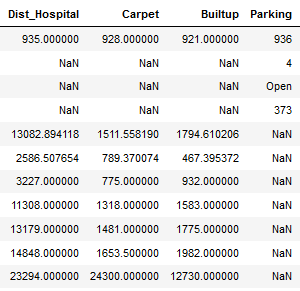 Dist_Hospital Carpet Builtup Parking
935.000000 928.000000 921.000000 936
NaN NaN NaN 4
NaN NaN NaN Open
NaN NaN NaN 373
13082.894118 1511.558190 1794.610206 NaN
2586.507654 789.370074 467.395372 NaN
3227.000000 775.000000 932.000000 NaN
11308.000000 1318.000000 1583.000000 NaN
13179.000000 1481.000000 1775.000000 NaN
14848.000000 1653.500000 1982.000000 NaN
23294.000000 24300.000000 12730.000000 NaN